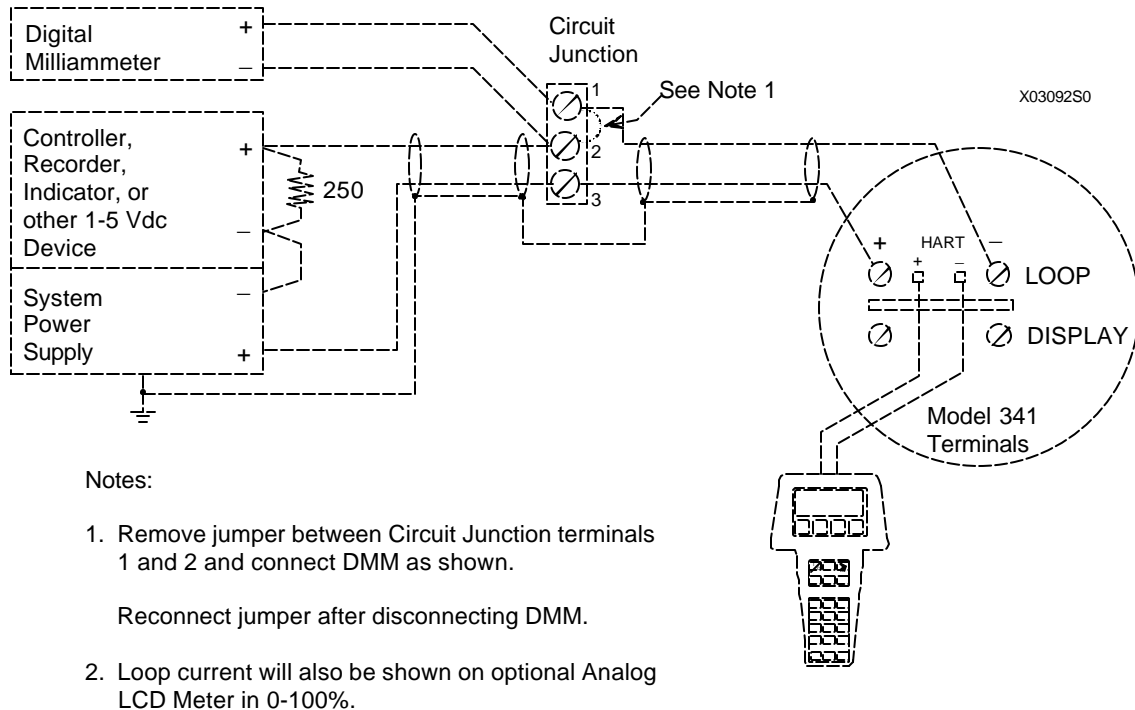 Digital
Milliammeter
+
–
Circuit
Junction
1
2
3
See Note 1
X03092S0
Controller,
Recorder,
Indicator, or
other 1-5 Vdc
Device
+
–
250
System
Power
Supply
–
+
+ HART –
+ –
LOOP
DISPLAY
Model 341
Terminals
Notes:
1. Remove jumper between Circuit Junction terminals
1 and 2 and connect DMM as shown.
Reconnect jumper after disconnecting DMM.
2. Loop current will also be shown on optional Analog
LCD Meter in 0-100%.